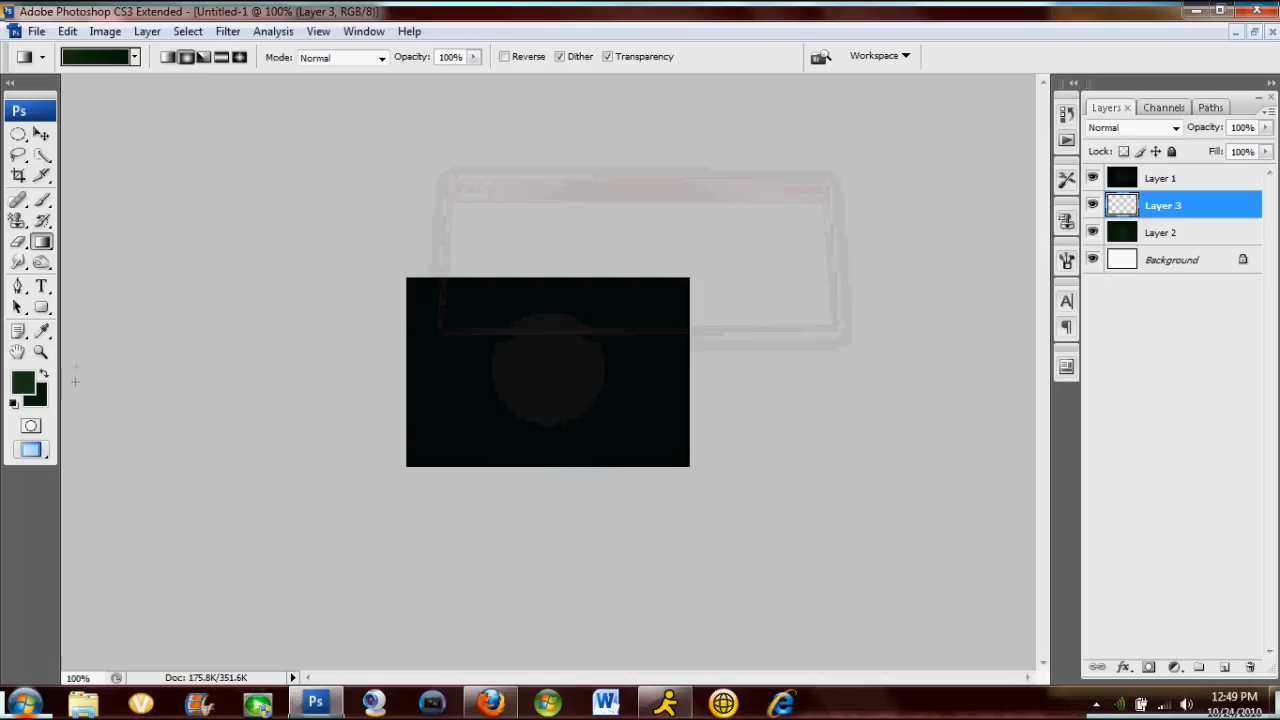 Adobe Photoshop CS3 Extended - [Untitled-1 @ 100% (Layer 3, RGB/8)]
File Edit Image Layer Select Filter Analysis View Window Help
Mode: Normal Opacity: 100% Reverse Dither Transparency Workspace
Ps
Layers Channels Paths
Normal Opacity: 100%
Lock: Fill: 100%
Layer 1
Layer 3
Layer 2
Background
100% Doc: 175.8K/351.6K
12:49 PM
10/24/2010